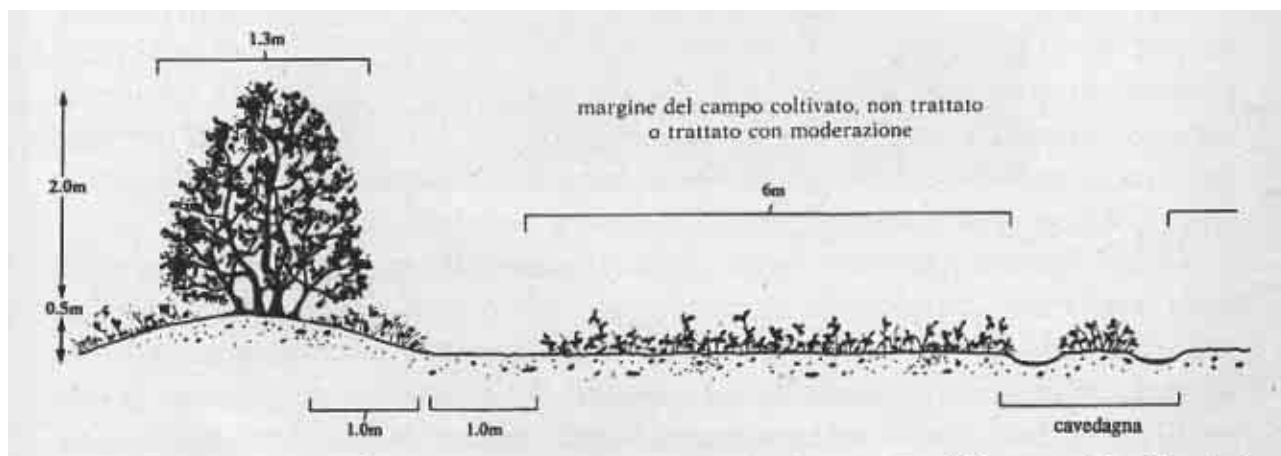 1.3m
margine del campo coltivato, non trattato
o trattato con moderazione
2.0m
6m
0.5m
1.0m
1.0m
cavedagna